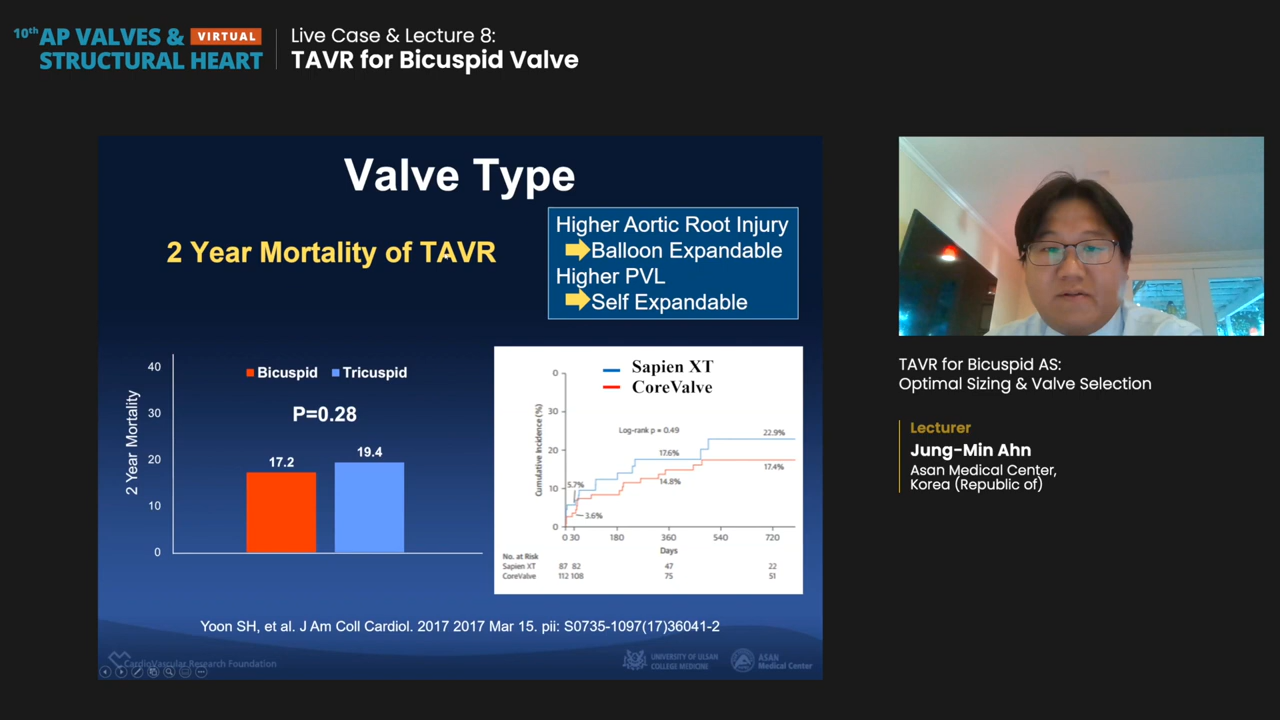 10th AP VALVES & VIRTUAL
STRUCTURAL HEART
Live Case & Lecture 8:
TAVR for Bicuspid Valve
Valve Type
2 Year Mortality of TAVR
Higher Aortic Root Injury
Balloon Expandable
Higher PVL
Self Expandable
2 Year Mortality
40
30
20
10
0
Bicuspid Tricuspid
P=0.28
17.2
19.4
Sapien XT
CoreValve
Cumulative Incidence (%)
0
30
20
10
0
Log-rank p = 0.49
22.9%
17.6%
17.4%
14.8%
5.7%
3.6%
0 30 180 360 540 720
Days
No. at Risk
Sapien XT 87 82 47 22
CoreValve 112 108 75 51
Yoon SH, et al. J Am Coll Cardiol. 2017 2017 Mar 15. pii: S0735-1097(17)36041-2
CardioVascular Research Foundation
UNIVERSITY OF ULSAN
COLLEGE MEDICINE
ASAN
Medical Center
TAVR for Bicuspid AS:
Optimal Sizing & Valve Selection
Lecturer
Jung-Min Ahn
Asan Medical Center,
Korea (Republic of)